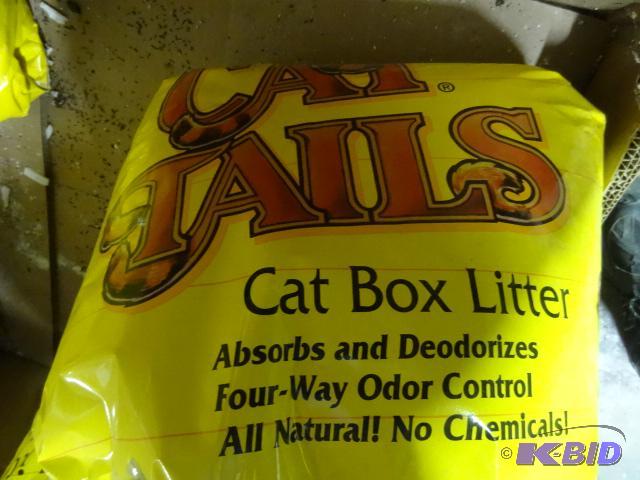 CAT®
TAILS
Cat Box Litter
Absorbs and Deodorizes
Four-Way Odor Control
All Natural! No Chemicals!
© K-BID